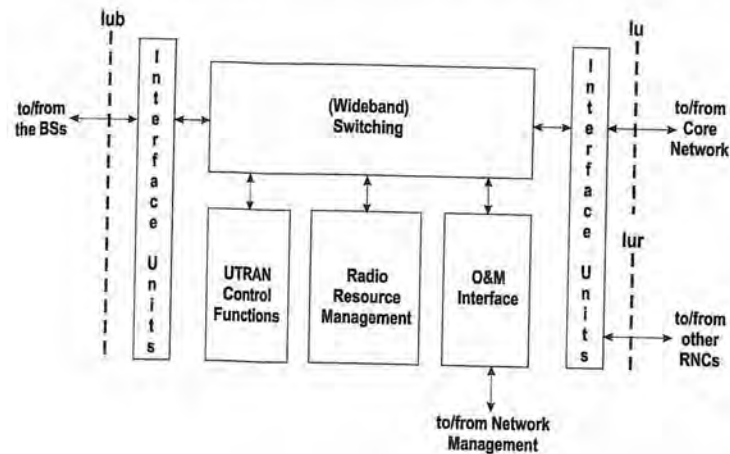 Iub
Interface Units
to/from
the BSs
(Wideband)
Switching
UTRAN
Control
Functions
Radio
Resource
Management
O&M
Interface
to/from Network
Management
Interface Units
Iu
to/from
Core
Network
Iur
to/from
other
RNCs